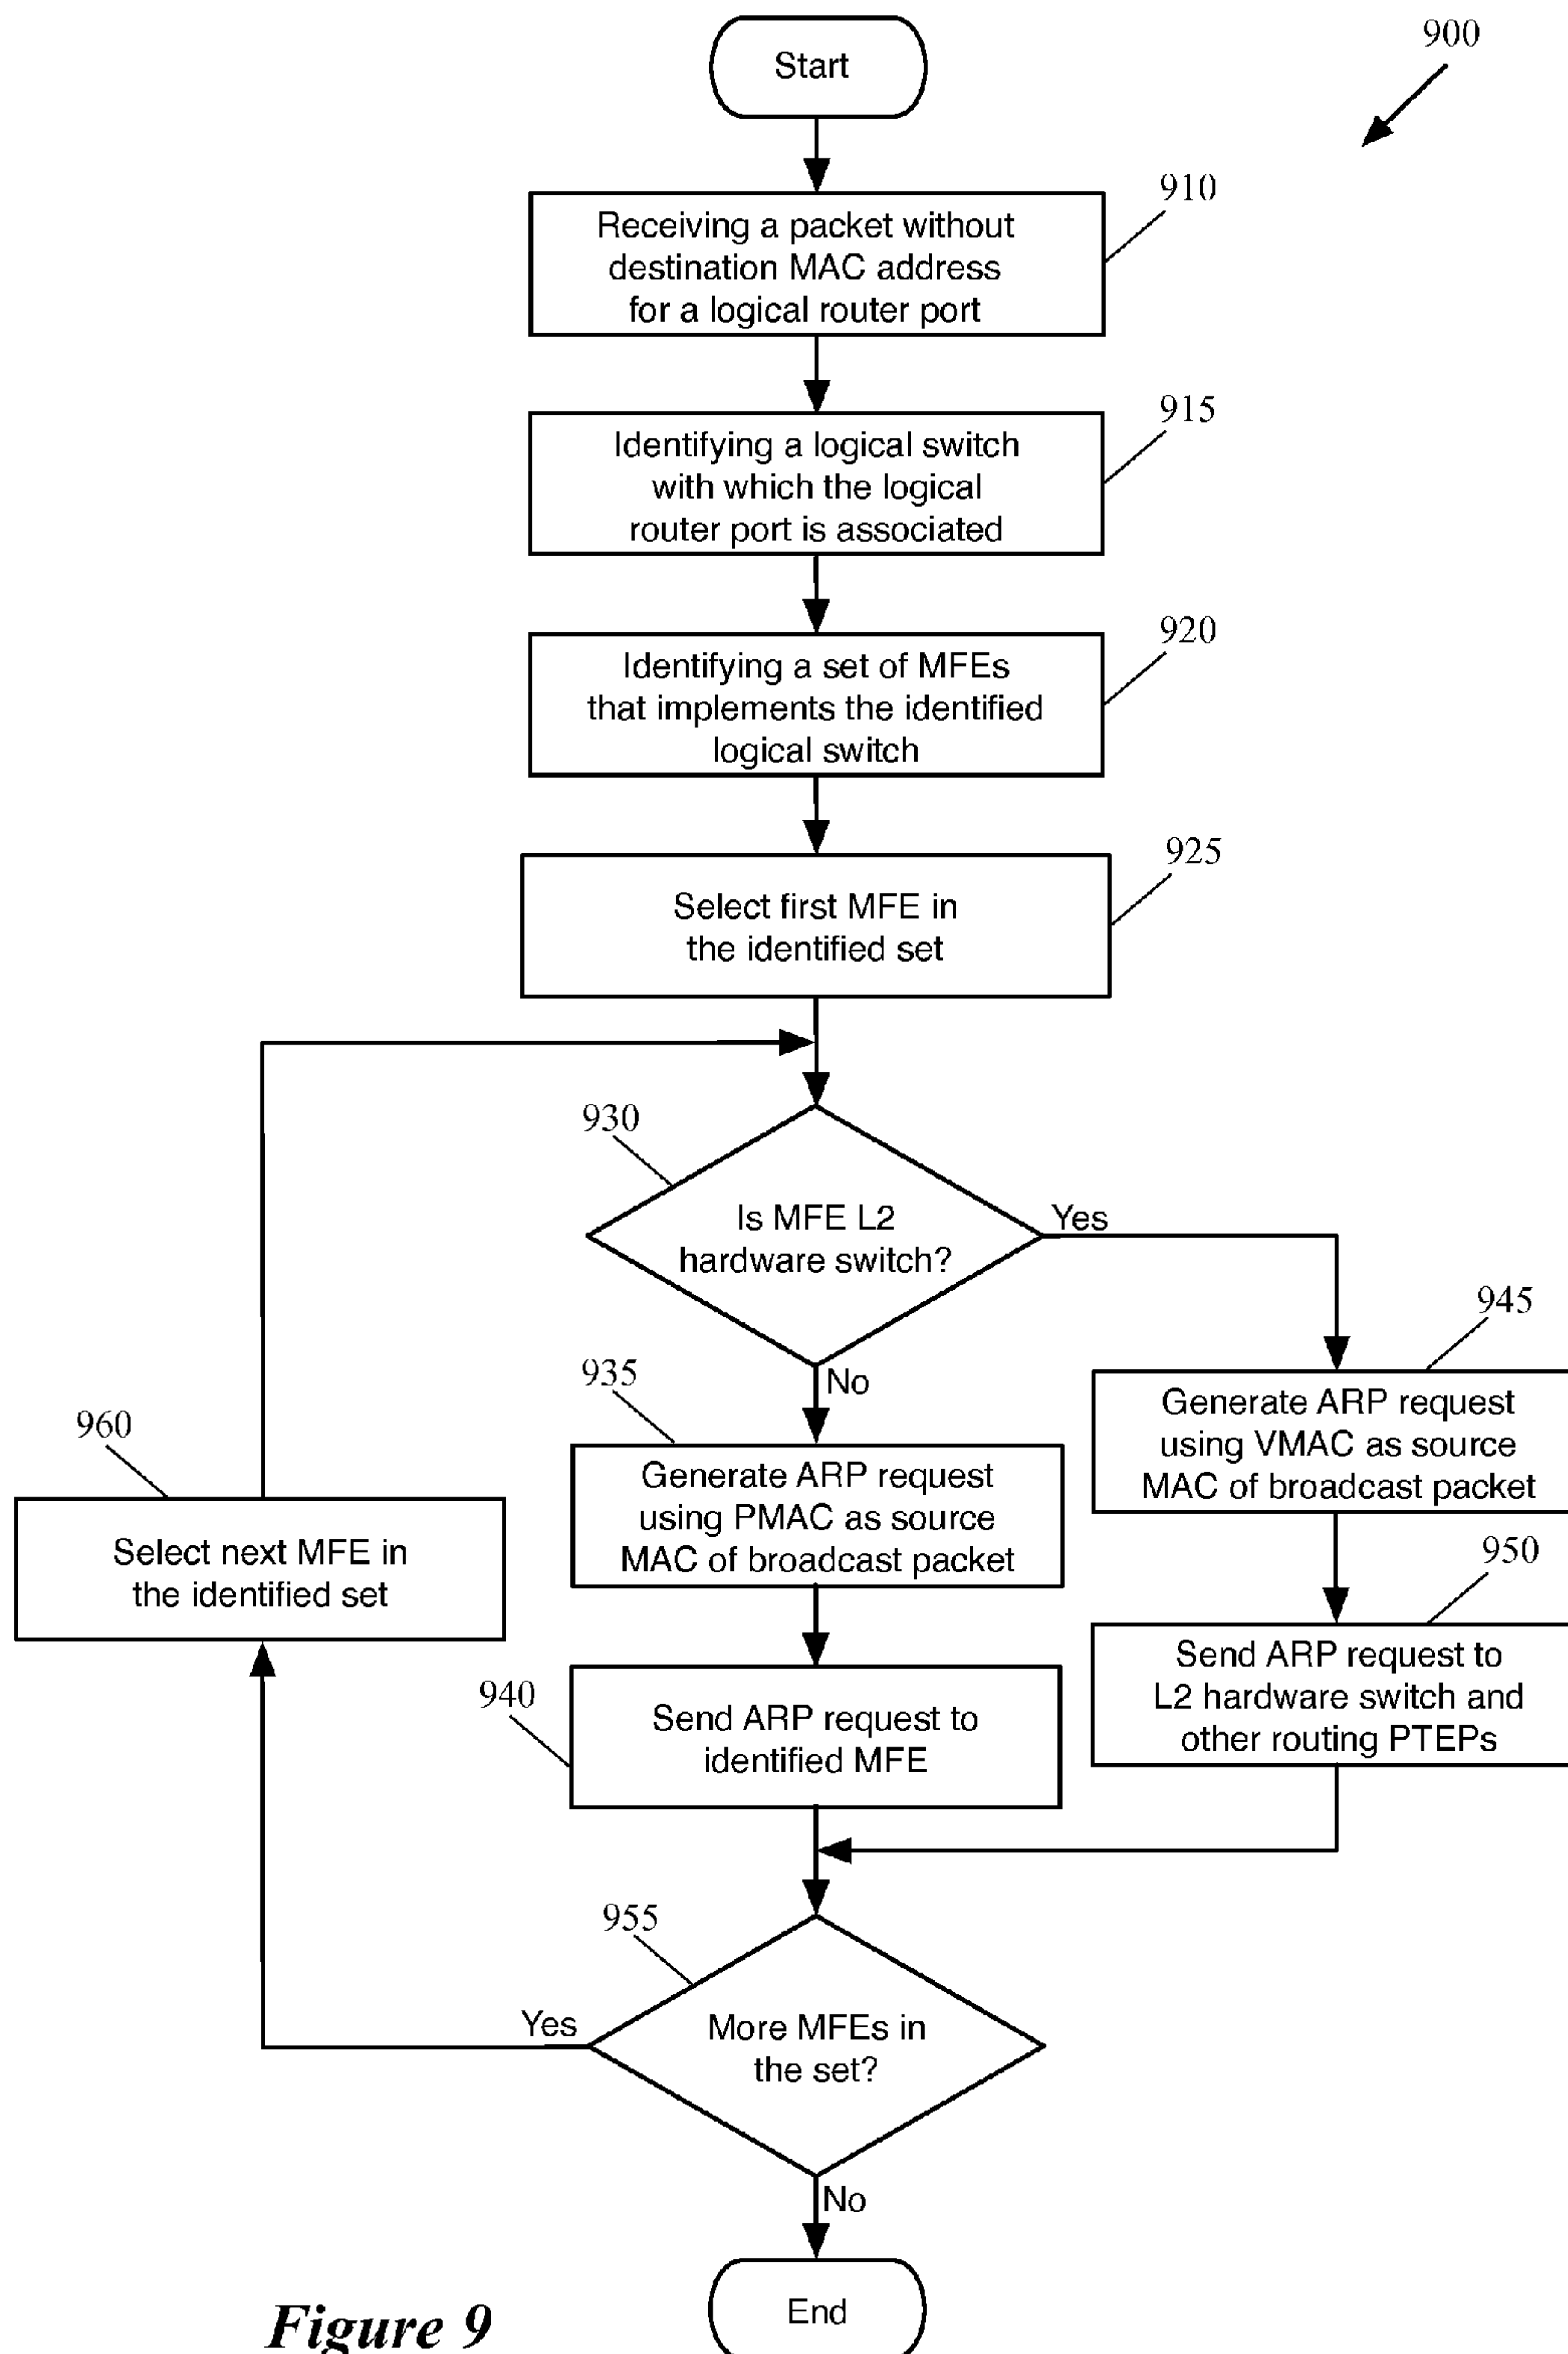 Start
900
910
Receiving a packet without
destination MAC address
for a logical router port
915
Identifying a logical switch
with which the logical
router port is associated
920
Identifying a set of MFEs
that implements the identified
logical switch
925
Select first MFE in
the identified set
930
Is MFE L2
hardware switch?
Yes
No
945
Generate ARP request
using VMAC as source
MAC of broadcast packet
935
Generate ARP request
using PMAC as source
MAC of broadcast packet
960
Select next MFE in
the identified set
950
Send ARP request to
L2 hardware switch and
other routing PTEPs
940
Send ARP request to
identified MFE
955
More MFEs in
the set?
Yes
No
End
Figure 9